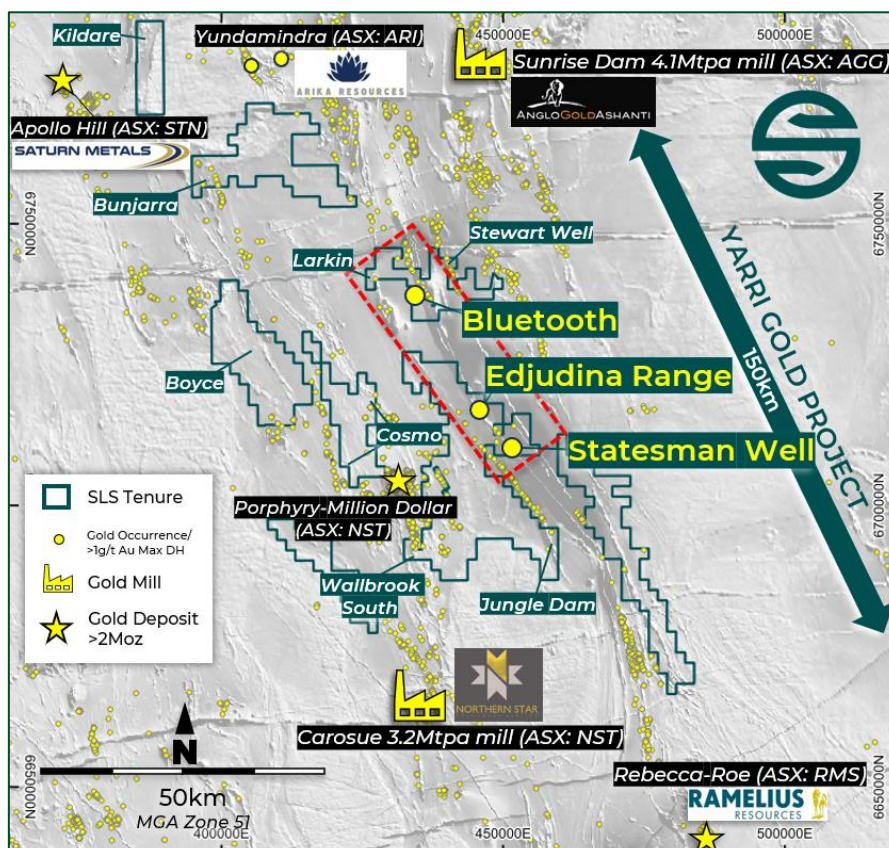 Kildare
Yundamindra (ASX: ARI)
ARIKA RESOURCES
450000E
500000E
Sunrise Dam 4.1Mtpa mill (ASX: AGG)
ANGLOGOLDASHANTI
Apollo Hill (ASX: STN)
SATURN METALS
Bunjarra
6750000N
6750000N
Stewart Well
Larkin
Bluetooth
YARRI GOLD PROJECT
150km
Boyce
Edjudina Range
Cosmo
Statesman Well
Porphyry-Million Dollar
(ASX: NST)
6700000N
SLS Tenure
Gold Occurrence/
>1g/t Au Max DH
Gold Mill
Gold Deposit
>2Moz
Wallbrook
South
Jungle Dam
NORTHERN STAR
Carosue 3.2Mtpa mill (ASX: NST)
N
50km
MGA Zone 51
Rebecca-Roe (ASX: RMS)
RAMELIUS
RESOURCES
6650000N
6650000N
400000E
450000E
500000E